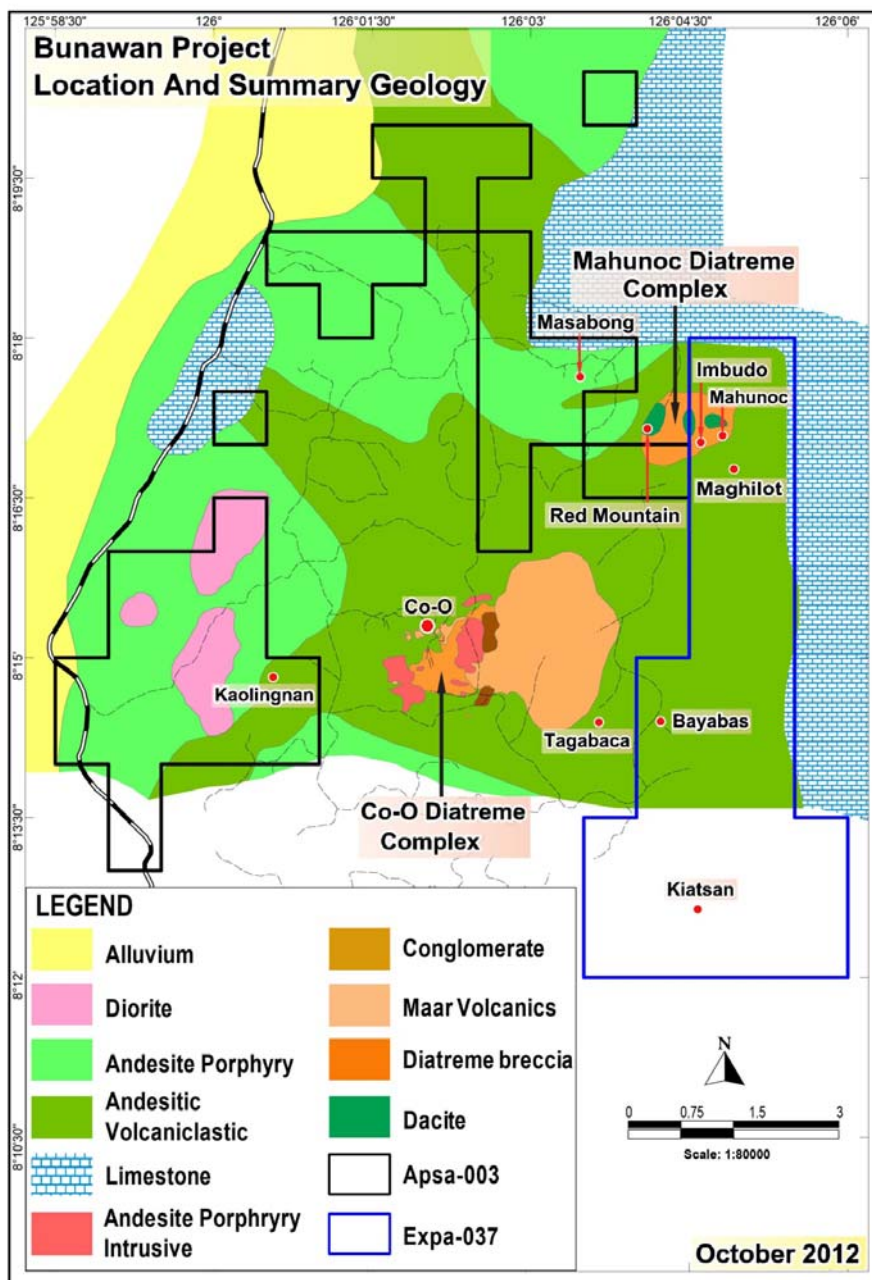 125°58'30" 126° 126°01'30" 126°03' 126°04'30" 126°06'
Bunawan Project
Location And Summary Geology
8°19'30"
Mahunoc Diatreme
Complex
8°18'
Masabong
Imbudo
Mahunoc
Maghilot
Red Mountain
8°16'30"
Co-O
8°15'
Kaolingnan
Tagabaca
Bayabas
Co-O Diatreme
Complex
8°13'30"
Kiatsan
8°12'
8°10'30"
LEGEND
Alluvium
Diorite
Andesite Porphyry
Andesitic
Volcaniclastic
Limestone
Andesite Porphryry
Intrusive
Conglomerate
Maar Volcanics
Diatreme breccia
Dacite
Apsa-003
Expa-037
N
0 0.75 1.5 3
Scale: 1:80000
October 2012